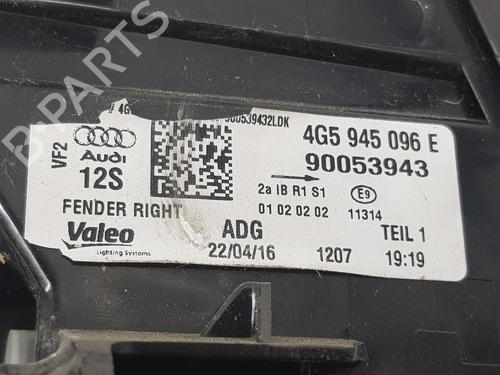 B-PARTS
# 4G
900539432LDK
VF2
Audi
12S
4G5 945 096 E
90053943
2a IB R1 S1
E9
FENDER RIGHT
01 02 02 02
11314
Valeo
Lighting Systems
ADG
TEIL 1
22/04/16
1207
19:19